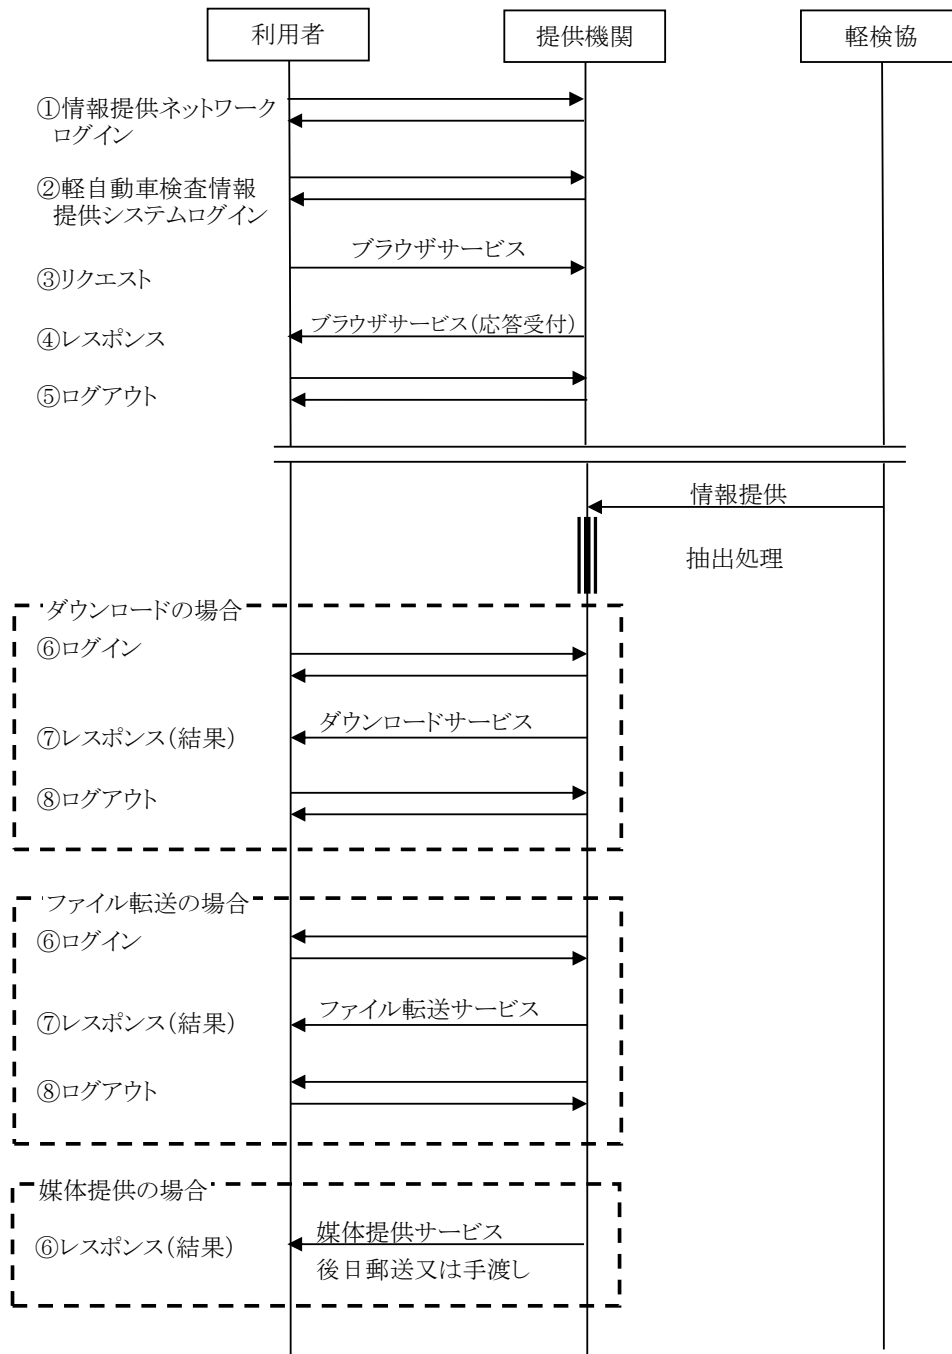 利用者
提供機関
軽検協
①情報提供ネットワーク
ログイン
②軽自動車検査情報
提供システムログイン
ブラウザサービス
③リクエスト
ブラウザサービス(応答受付)
④レスポンス
⑤ログアウト
情報提供
抽出処理
ダウンロードの場合
⑥ログイン
ダウンロードサービス
⑦レスポンス(結果)
⑧ログアウト
ファイル転送の場合
⑥ログイン
ファイル転送サービス
⑦レスポンス(結果)
⑧ログアウト
媒体提供の場合
媒体提供サービス
⑥レスポンス(結果)
後日郵送又は手渡し